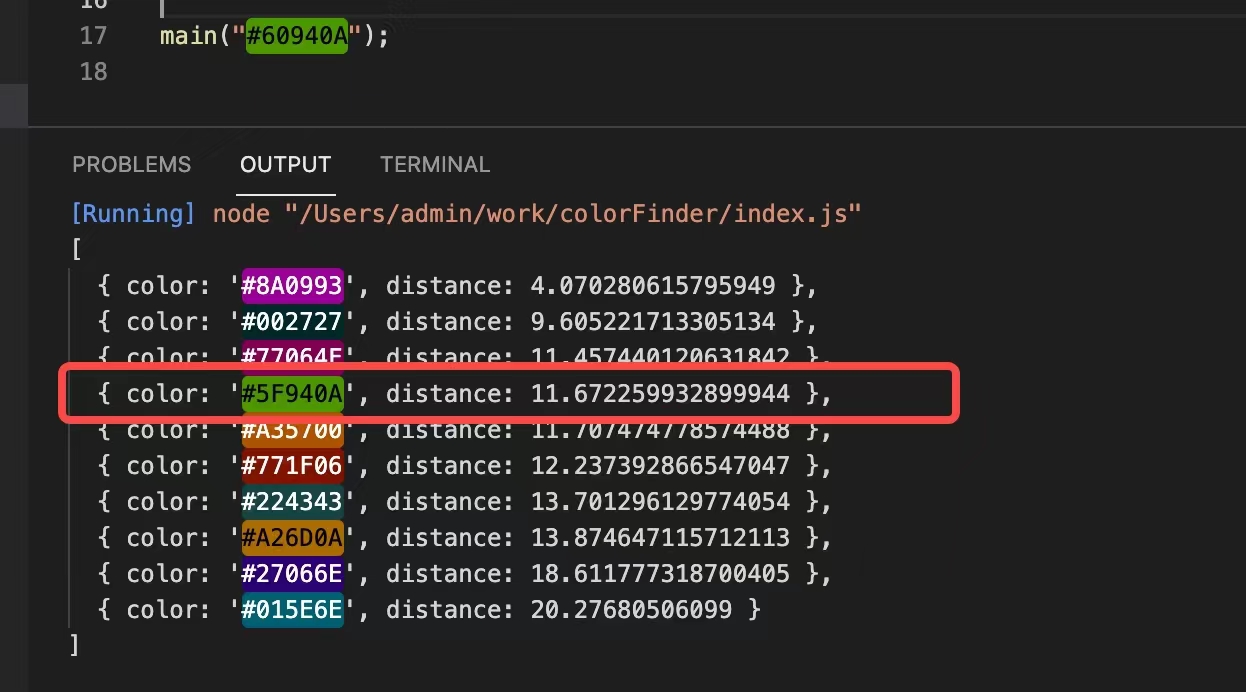 16
17 main("#60940A");
18
PROBLEMS OUTPUT TERMINAL
[Running] node "/Users/admin/work/colorFinder/index.js"
[
{ color: '#8A0993', distance: 4.070280615795949 },
{ color: '#002727', distance: 9.605221713305134 },
{ color: '#77064E', distance: 11.457440120631842 },
{ color: '#5F940A', distance: 11.672259932899944 },
{ color: '#A35700', distance: 11.707474778574488 },
{ color: '#771F06', distance: 12.237392866547047 },
{ color: '#224343', distance: 13.701296129774054 },
{ color: '#A26D0A', distance: 13.874647115712113 },
{ color: '#27066E', distance: 18.611777318700405 },
{ color: '#015E6E', distance: 20.27680506099 }
]